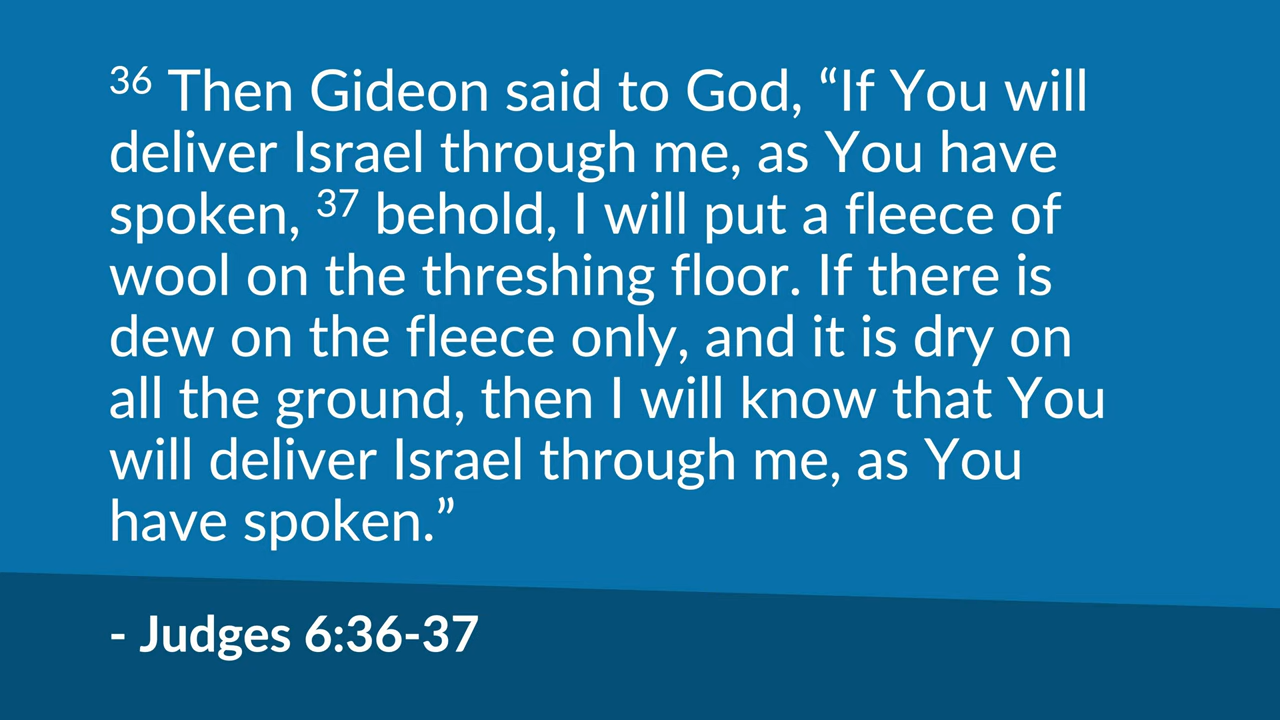 36 Then Gideon said to God, “If You will
deliver Israel through me, as You have
spoken, 37 behold, I will put a fleece of
wool on the threshing floor. If there is
dew on the fleece only, and it is dry on
all the ground, then I will know that You
will deliver Israel through me, as You
have spoken.”
- Judges 6:36-37